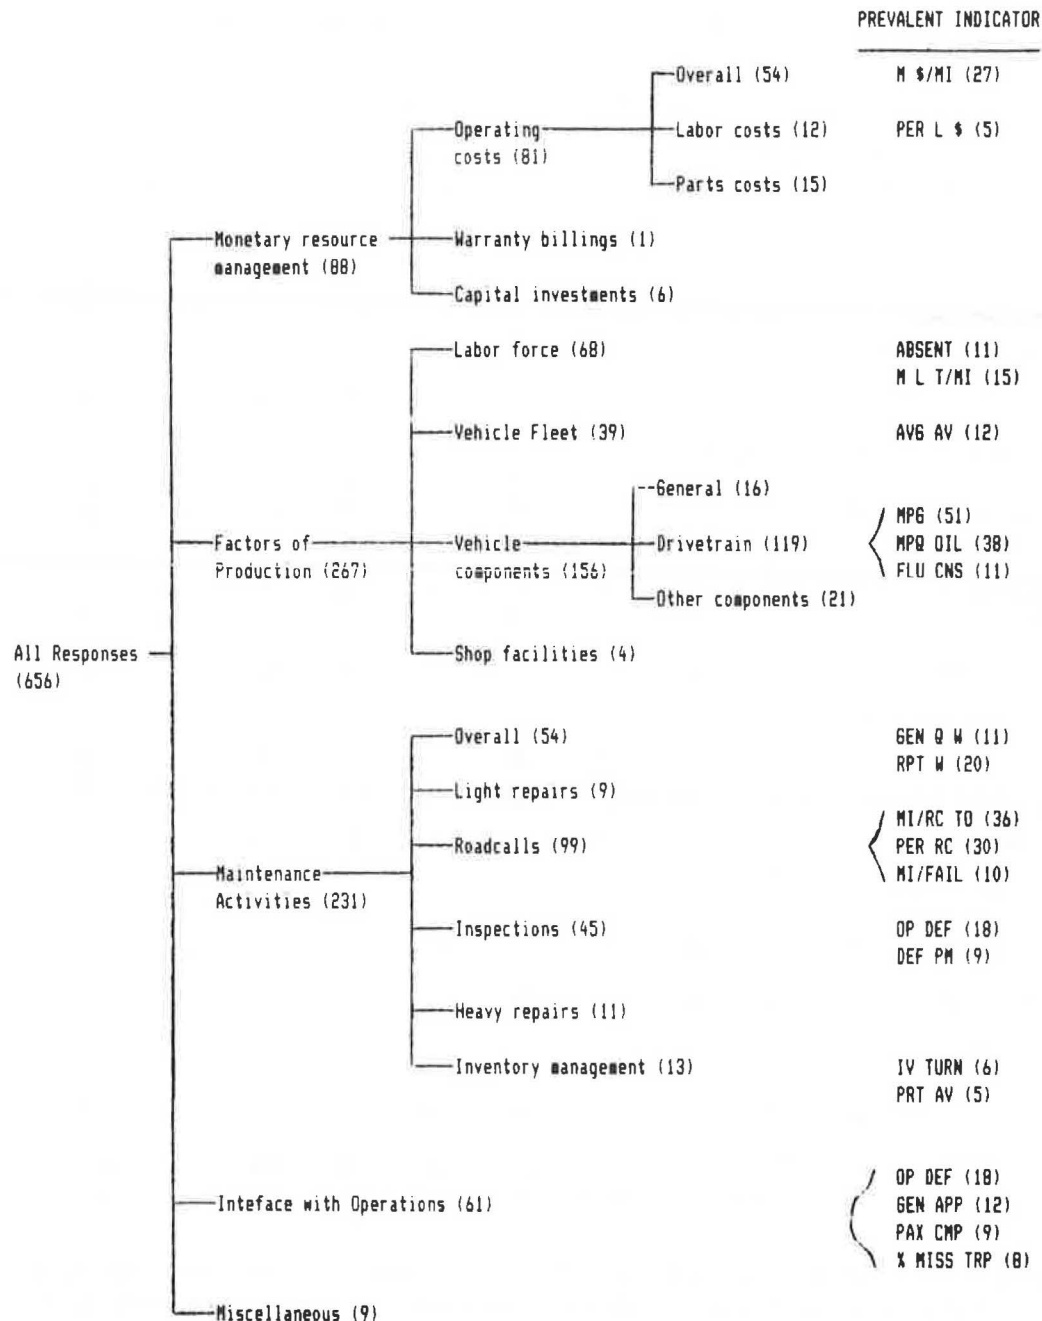 PREVALENT INDICATOR
Overall (54) M $/MI (27)
Operating Labor costs (12) PER L $ (5)
costs (81)
Parts costs (15)
Monetary resource Warranty billings (1)
management (88)
Capital investments (6)
Labor force (68) ABSENT (11)
M L T/MI (15)
Vehicle Fleet (39) AVG AV (12)
General (16)
MPG (51)
Factors of Vehicle Drivetrain (119) MPQ OIL (38)
Production (267) components (156) FLU CNS (11)
Other components (21)
All Responses Shop facilities (4)
(656)
Overall (54) GEN Q W (11)
RPT W (20)
Light repairs (9)
MI/RC TO (36)
Roadcalls (99) PER RC (30)
Maintenance MI/FAIL (10)
Activities (231)
Inspections (45) OP DEF (18)
DEF PM (9)
Heavy repairs (11)
Inventory management (13) IV TURN (6)
PRT AV (5)
OP DEF (18)
Inteface with Operations (61) GEN APP (12)
PAX CMP (9)
% MISS TRP (8)
Miscellaneous (9)